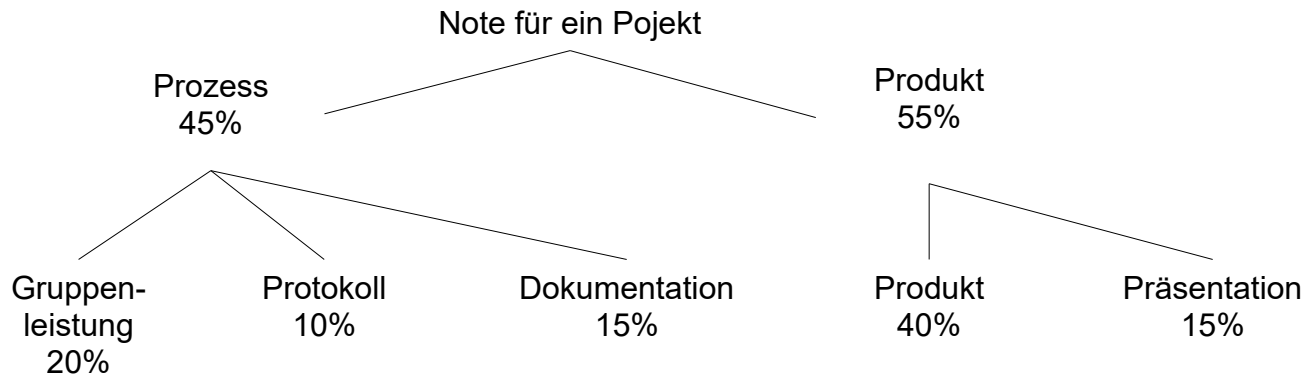 Note für ein Pojekt
Prozess
45%
Produkt
55%
Gruppen-
leistung
20%
Protokoll
10%
Dokumentation
15%
Produkt
40%
Präsentation
15%